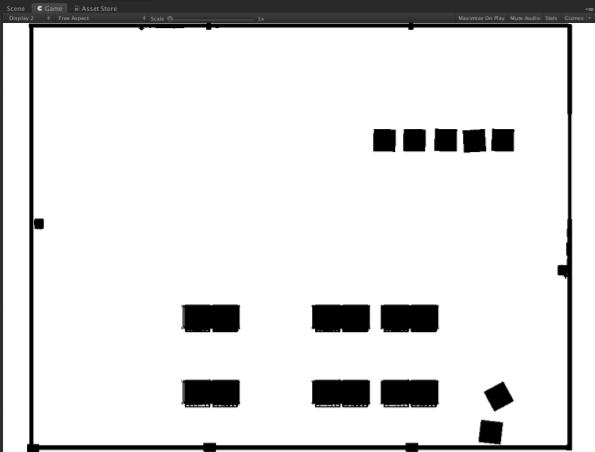 Scene Game Asset Store
Display 2 Free Aspect Scale 1x Maximize On Play Mute Audio Stats Gizmos